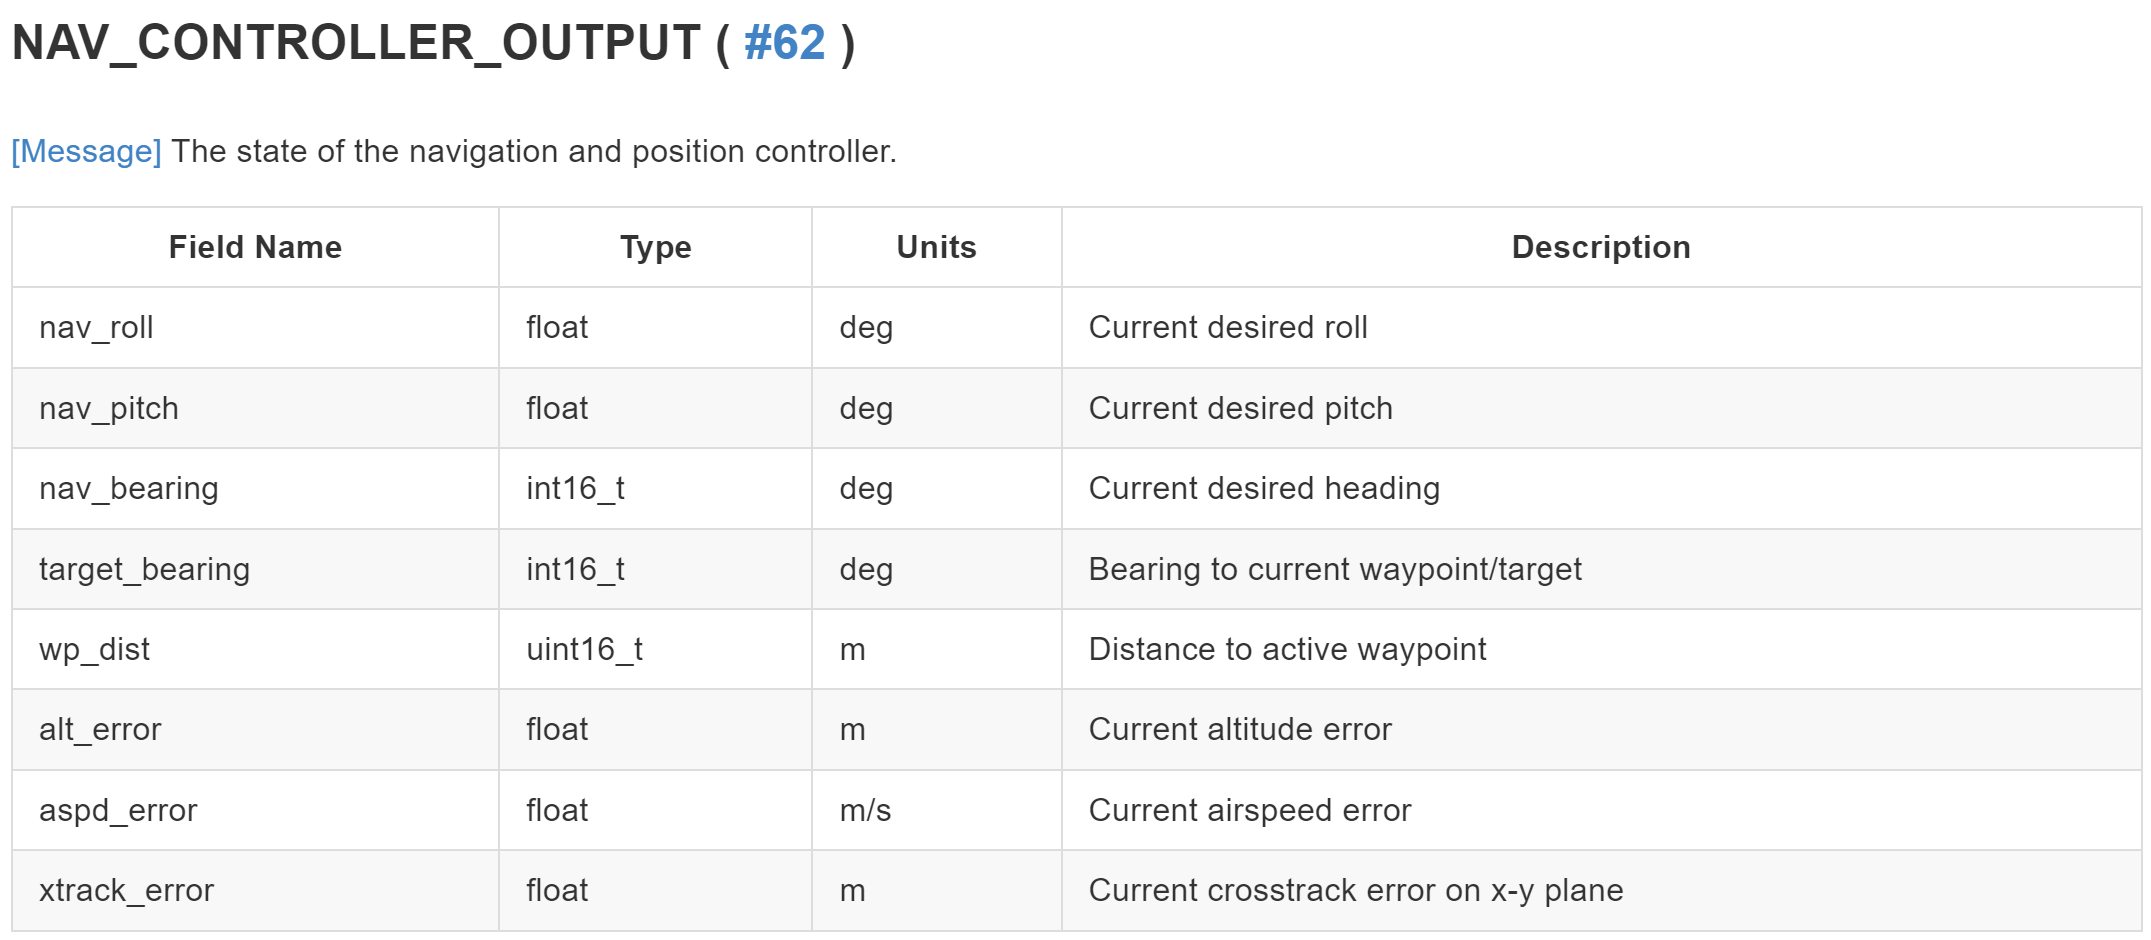 NAV_CONTROLLER_OUTPUT ( #62 )
[Message] The state of the navigation and position controller.
Field Name Type Units Description
nav_roll float deg Current desired roll
nav_pitch float deg Current desired pitch
nav_bearing int16_t deg Current desired heading
target_bearing int16_t deg Bearing to current waypoint/target
wp_dist uint16_t m Distance to active waypoint
alt_error float m Current altitude error
aspd_error float m/s Current airspeed error
xtrack_error float m Current crosstrack error on x-y plane